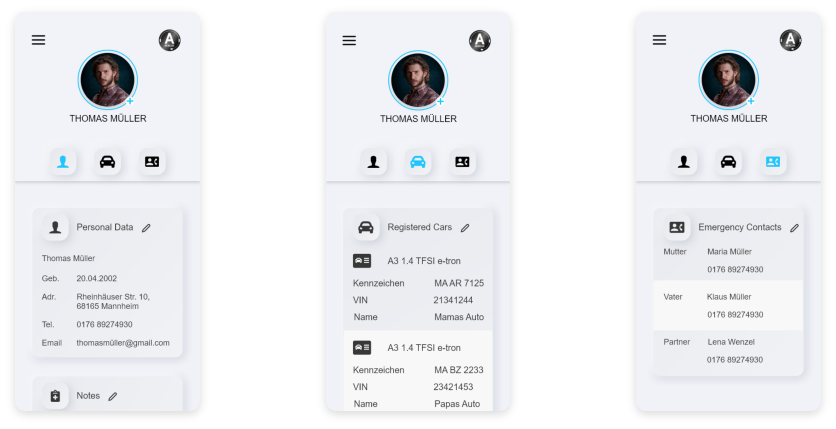 A
THOMAS MÜLLER
Personal Data
Thomas Müller
Geb. 20.04.2002
Adr. Rheinhäuser Str. 10,
68165 Mannheim
Tel. 0176 89274930
Email thomasmüller@gmail.com
Notes
A
THOMAS MÜLLER
Registered Cars
A3 1.4 TFSI e-tron
Kennzeichen MA AR 7125
VIN 21341244
Name Mamas Auto
A3 1.4 TFSI e-tron
Kennzeichen MA BZ 2233
VIN 23421453
Name Papas Auto
A
THOMAS MÜLLER
Emergency Contacts
Mutter Maria Müller
0176 89274930
Vater Klaus Müller
0176 89274930
Partner Lena Wenzel
0176 89274930